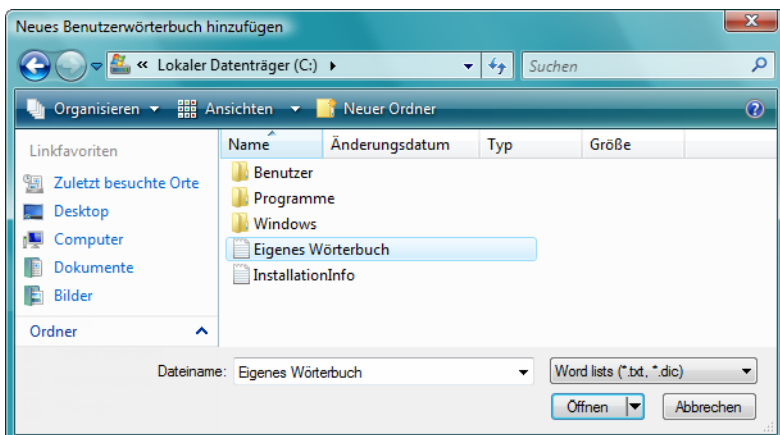 Neues Benutzerwörterbuch hinzufügen
« Lokaler Datenträger (C:)
Suchen
Organisieren Ansichten Neuer Ordner
Linkfavoriten
Zuletzt besuchte Orte
Desktop
Computer
Dokumente
Bilder
Ordner
Name Änderungsdatum Typ Größe
Benutzer
Programme
Windows
Eigenes Wörterbuch
InstallationInfo
Dateiname: Eigenes Wörterbuch
Word lists (*.txt, *.dic)
Öffnen Abbrechen